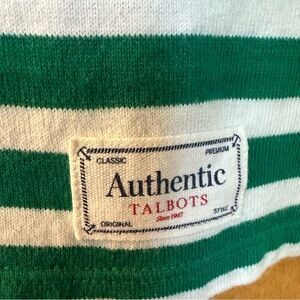 CLASSIC PREMIUM
Authentic
TALBOTS
Since 1947
ORIGINAL STYLE